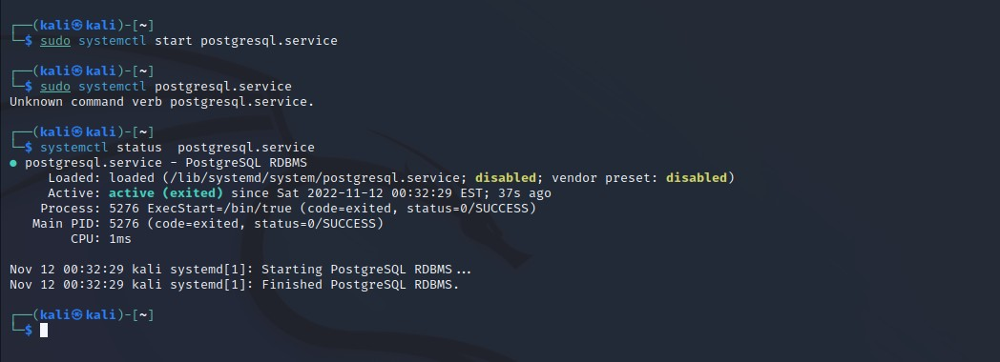 ┌──(kali㉿kali)-[~]
└─$ sudo systemctl start postgresql.service
┌──(kali㉿kali)-[~]
└─$ sudo systemctl postgresql.service
Unknown command verb postgresql.service.
┌──(kali㉿kali)-[~]
└─$ systemctl status  postgresql.service
● postgresql.service - PostgreSQL RDBMS
     Loaded: loaded (/lib/systemd/system/postgresql.service; disabled; vendor preset: disabled)
     Active: active (exited) since Sat 2022-11-12 00:32:29 EST; 37s ago
    Process: 5276 ExecStart=/bin/true (code=exited, status=0/SUCCESS)
   Main PID: 5276 (code=exited, status=0/SUCCESS)
        CPU: 1ms
Nov 12 00:32:29 kali systemd[1]: Starting PostgreSQL RDBMS...
Nov 12 00:32:29 kali systemd[1]: Finished PostgreSQL RDBMS.
┌──(kali㉿kali)-[~]
└─$